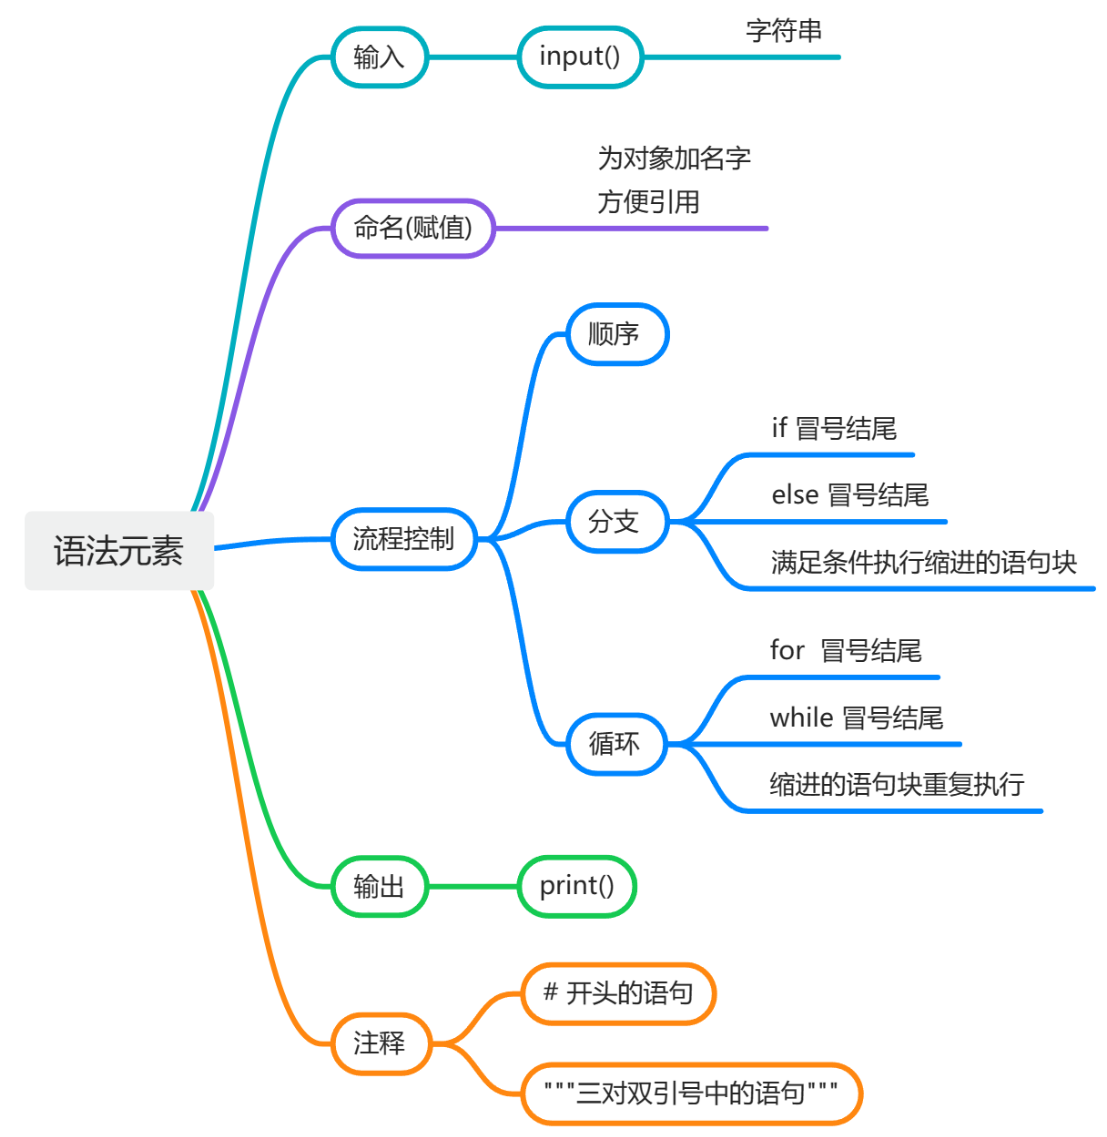 语法元素
输入
input()
字符串
命名(赋值)
为对象加名字
方便引用
流程控制
顺序
分支
if 冒号结尾
else 冒号结尾
满足条件执行缩进的语句块
循环
for  冒号结尾
while 冒号结尾
缩进的语句块重复执行
输出
print()
注释
# 开头的语句
"""三对双引号中的语句"""